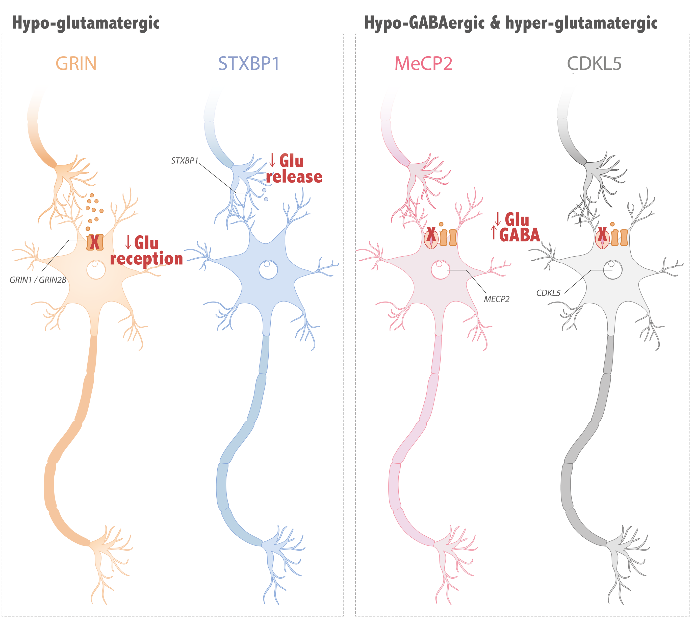 Hypo-glutamatergic
Hypo-GABAergic & hyper-glutamatergic
GRIN
STXBP1
MeCP2
CDKL5
STXBP1
↓ Glu
release
X
↓ Glu
reception
GRIN1 / GRIN2B
X
↓ Glu
↑ GABA
MECP2
X
CDKL5